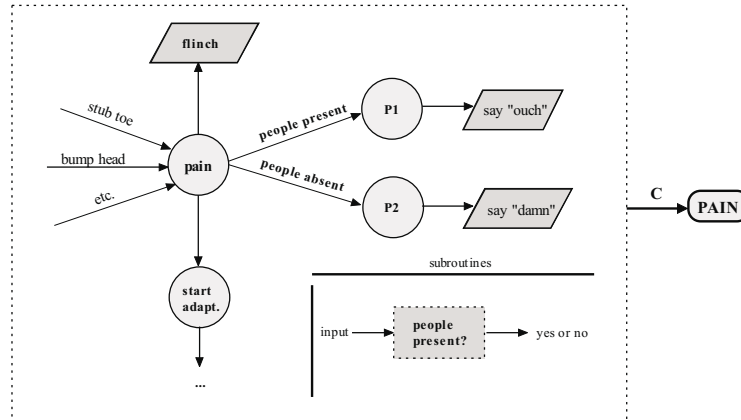 flinch
stub toe
bump head
etc.
pain
people present
P1
say "ouch"
people absent
P2
say "damn"
C
PAIN
start
adapt.
...
subroutines
input
people
present?
yes or no